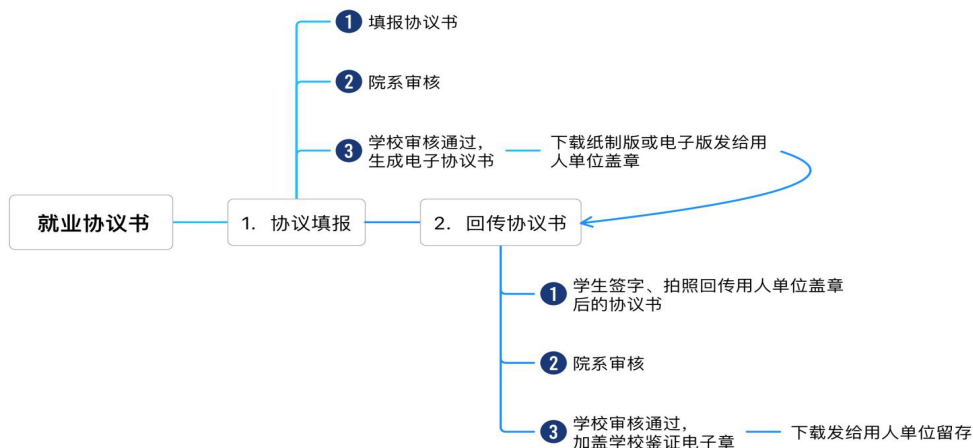 1 填报协议书
2 院系审核
3 学校审核通过,
生成电子协议书
下载纸制版或电子版发给用
人单位盖章
就业协议书
1. 协议填报
2. 回传协议书
1 学生签字、拍照回传用人单位盖章
后的协议书
2 院系审核
3 学校审核通过,
加盖学校鉴证电子章
下载发用人单位留存